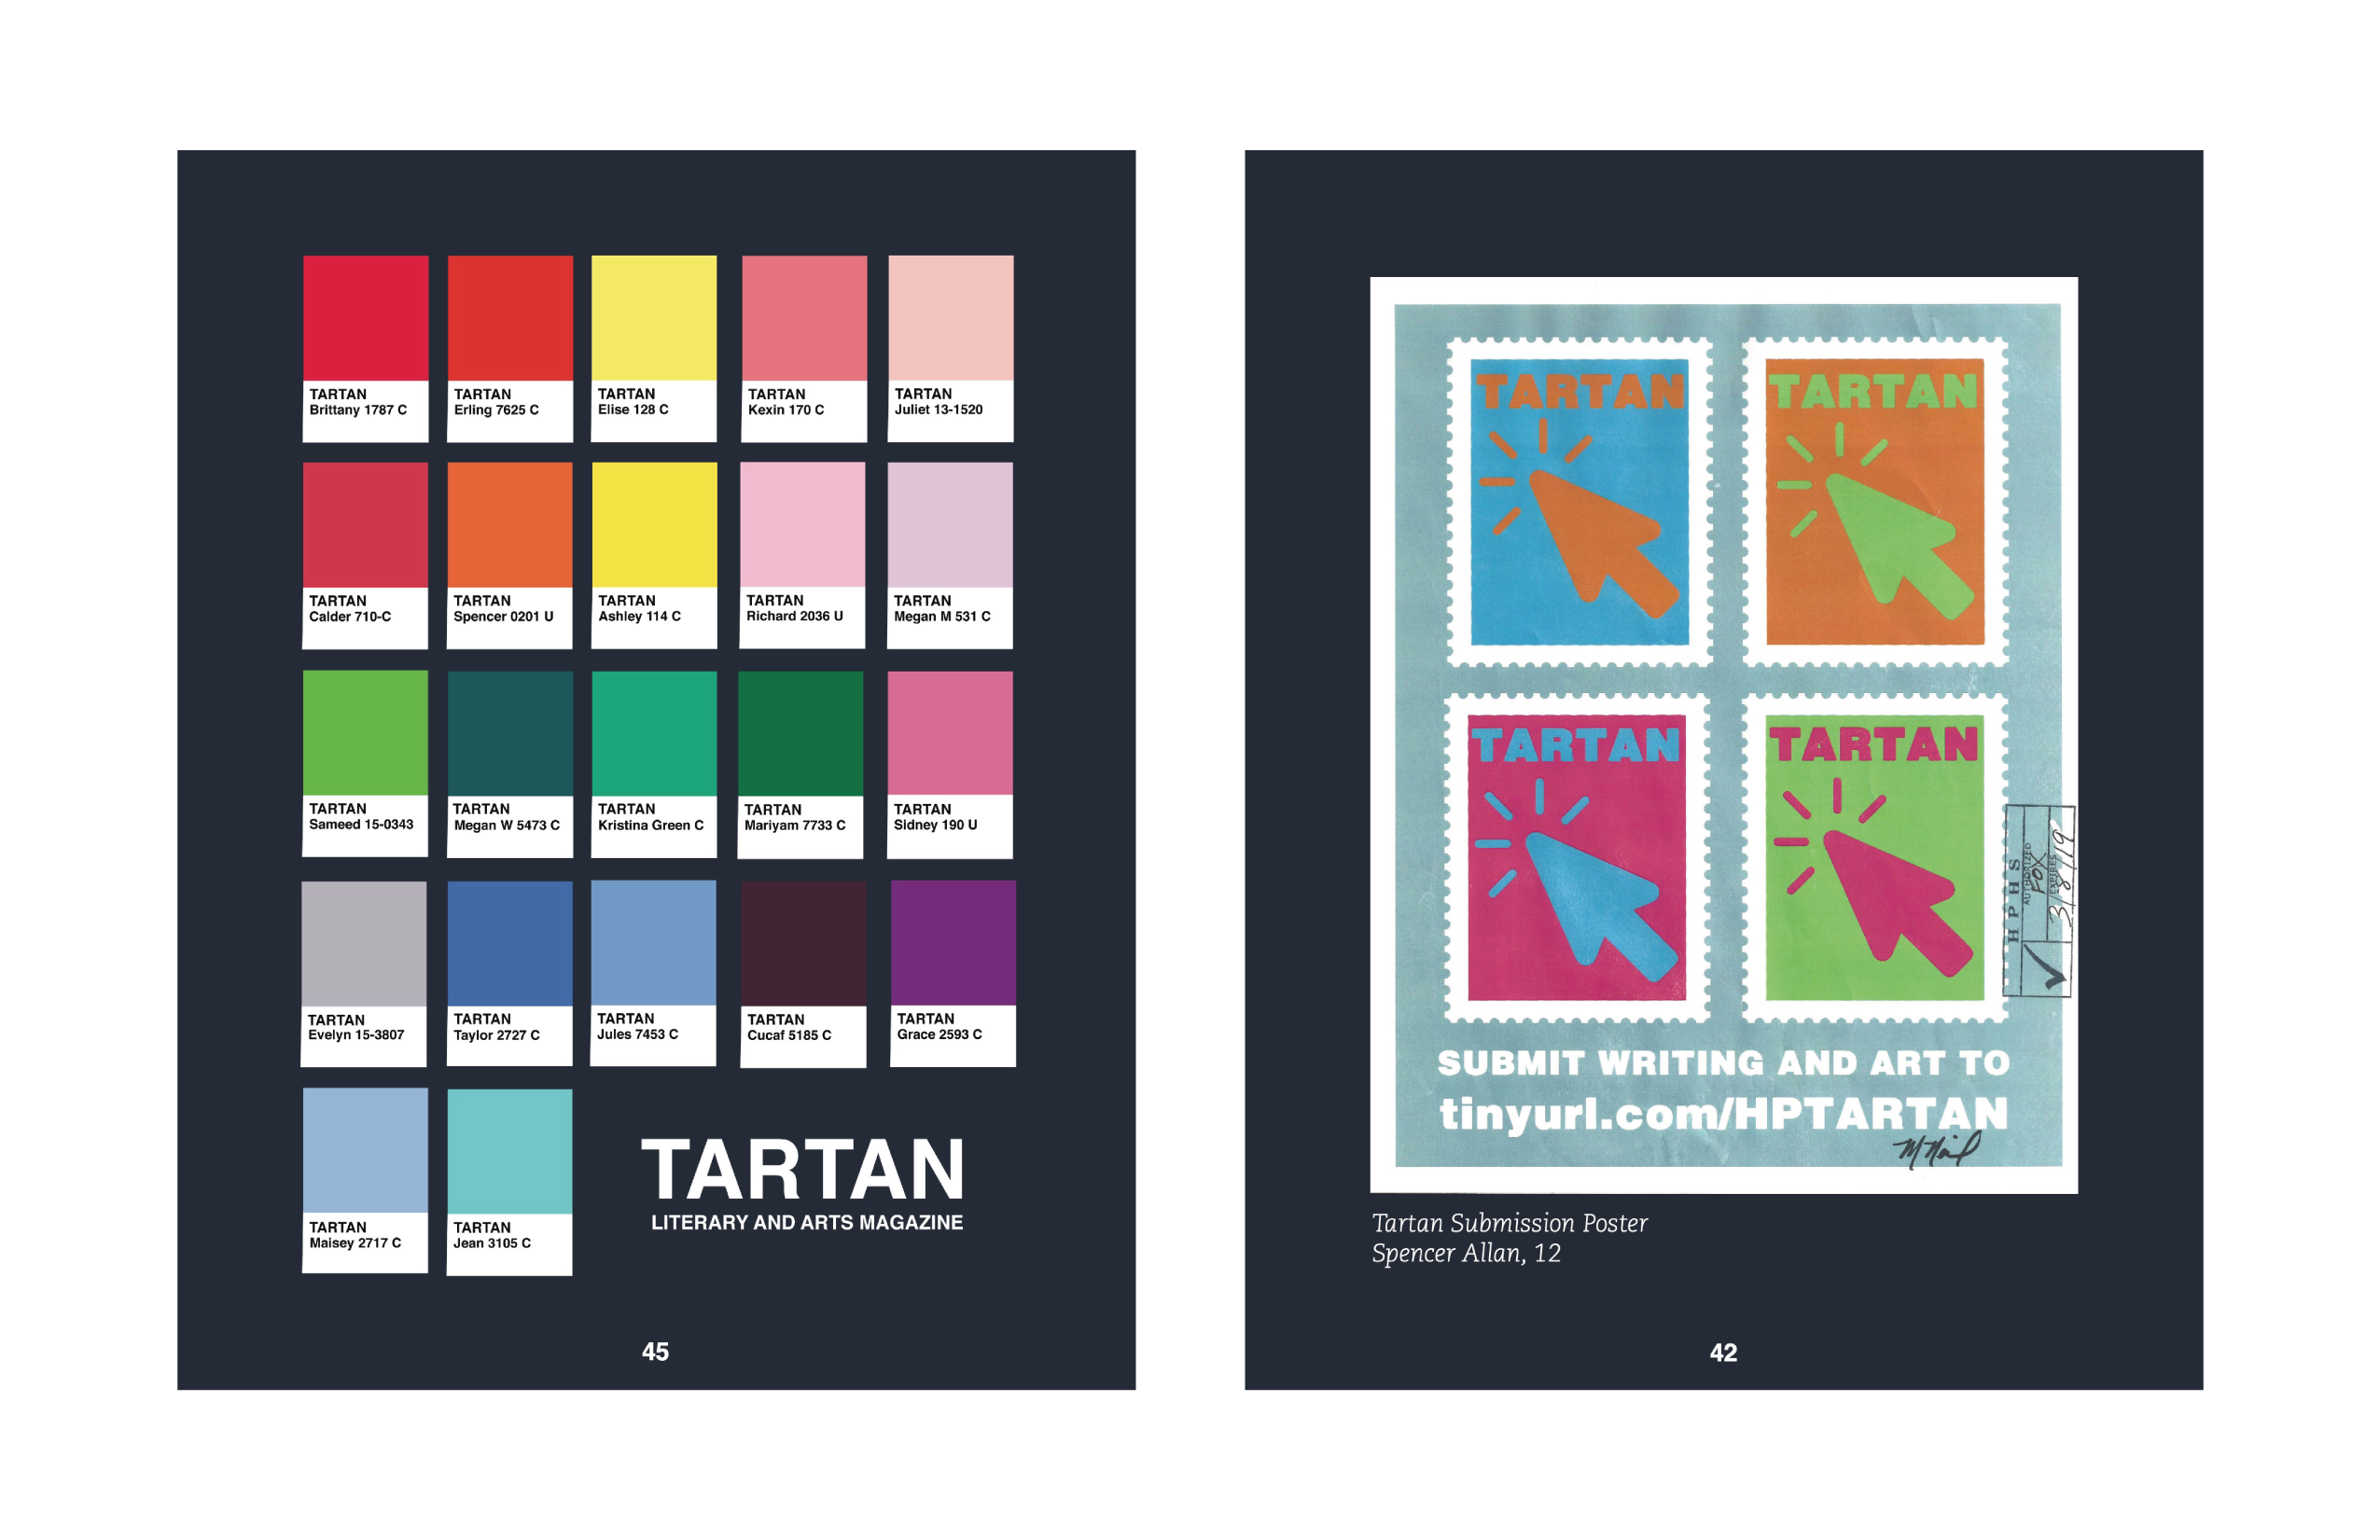 TARTAN
Brittany 1787 C
TARTAN
Erling 7625 C
TARTAN
Elise 128 C
TARTAN
Kexin 170 C
TARTAN
Juliet 13-1520
TARTAN
Calder 710-C
TARTAN
Spencer 0201 U
TARTAN
Ashley 114 C
TARTAN
Richard 2036 U
TARTAN
Megan M 531 C
TARTAN
Sameed 15-0343
TARTAN
Megan W 5473 C
TARTAN
Kristina Green C
TARTAN
Mariyam 7733 C
TARTAN
Sidney 190 U
TARTAN
Evelyn 15-3807
TARTAN
Taylor 2727 C
TARTAN
Jules 7453 C
TARTAN
Cucaf 5185 C
TARTAN
Grace 2593 C
TARTAN
Maisey 2717 C
TARTAN
Jean 3105 C
TARTAN
LITERARY AND ARTS MAGAZINE
45
TARTAN
TARTAN
TARTAN
TARTAN
HPHS
AUTHORIZED
FOX
EXPIRES
3/8/19
SUBMIT WRITING AND ART TO
tinyurl.com/HPTARTAN
Tartan Submission Poster
Spencer Allan, 12
42